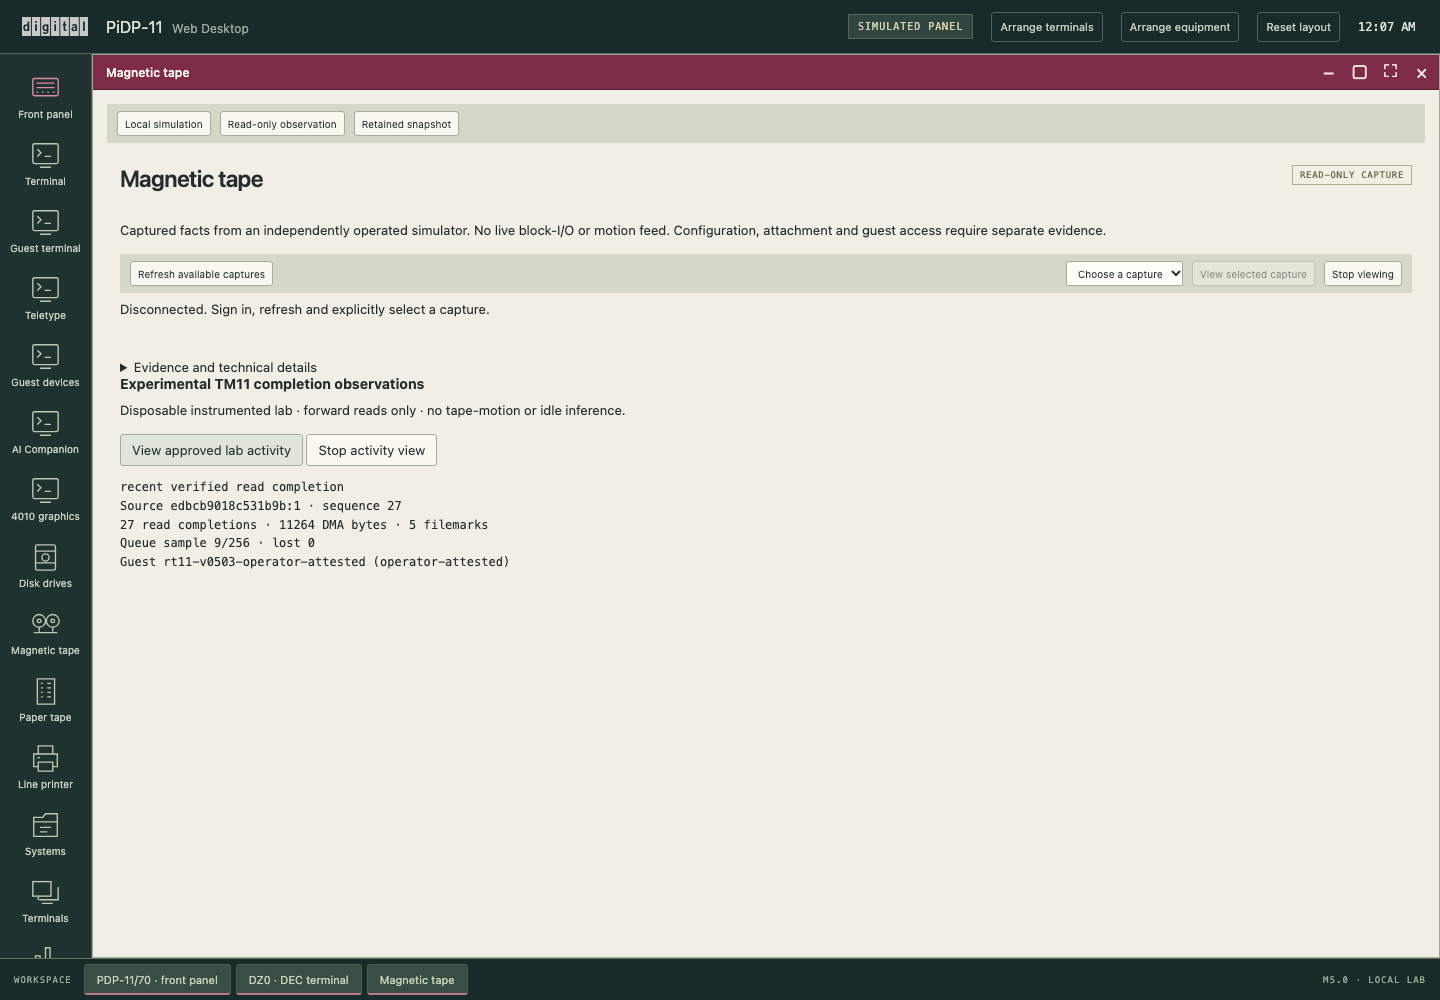 digital PiDP-11 Web Desktop SIMULATED PANEL Arrange terminals Arrange equipment Reset layout 12:07 AM
Front panel
Terminal
Guest terminal
Teletype
Guest devices
AI Companion
4010 graphics
Disk drives
Magnetic tape
Paper tape
Line printer
Systems
Terminals
Magnetic tape
Local simulation Read-only observation Retained snapshot
Magnetic tape READ-ONLY CAPTURE
Captured facts from an independently operated simulator. No live block-I/O or motion feed. Configuration, attachment and guest access require separate evidence.
Refresh available captures Choose a capture View selected capture Stop viewing
Disconnected. Sign in, refresh and explicitly select a capture.
Evidence and technical details
Experimental TM11 completion observations
Disposable instrumented lab · forward reads only · no tape-motion or idle inference.
View approved lab activity Stop activity view
recent verified read completion
Source edbcb9018c531b9b:1 · sequence 27
27 read completions · 11264 DMA bytes · 5 filemarks
Queue sample 9/256 · lost 0
Guest rt11-v0503-operator-attested (operator-attested)
WORKSPACE PDP-11/70 · front panel DZ0 · DEC terminal Magnetic tape M5.0 · LOCAL LAB